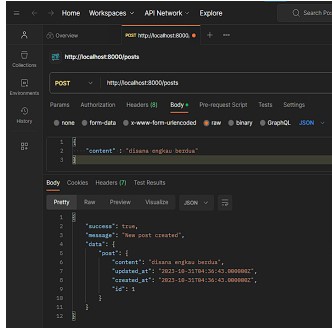 Home Workspaces API Network Explore Search Pos
Overview POST http://localhost:8000/posts
http://localhost:8000/posts
POST http://localhost:8000/posts
Params Authorization Headers (8) Body Pre-request Script Tests Settings
none form-data x-www-form-urlencoded raw binary GraphQL JSON
1 {
2 "content" : "disana engkau berdua"
3 }
Collections
Environments
History
Body Cookies Headers (7) Test Results
Pretty Raw Preview Visualize JSON
1 {
2 "success": true,
3 "message": "New post created",
4 "data": {
5 "post": {
6 "content": "disana engkau berdua",
7 "updated_at": "2023-10-31T04:36:43.000000Z",
8 "created_at": "2023-10-31T04:36:43.000000Z",
9 "id": 1
10 }
11 }
12 }